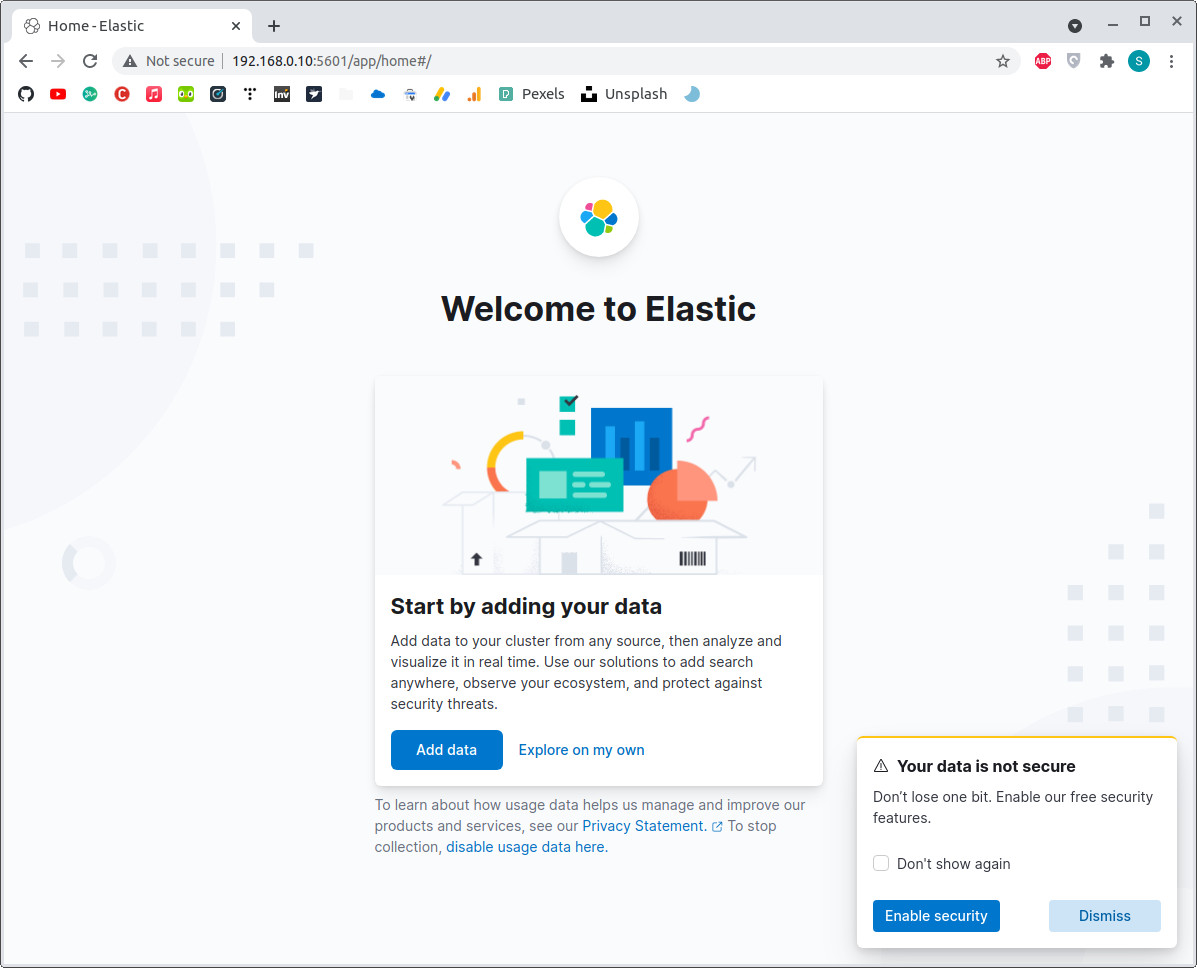 Home - Elastic
Not secure
192.168.0.10:5601/app/home#/
ABP
S
Inv
Pexels
Unsplash
Welcome to Elastic
Start by adding your data
Add data to your cluster from any source, then analyze and
visualize it in real time. Use our solutions to add search
anywhere, observe your ecosystem, and protect against
security threats.
Add data
Explore on my own
To learn about how usage data helps us manage and improve our
products and services, see our Privacy Statement. To stop
collection, disable usage data here.
Your data is not secure
Don’t lose one bit. Enable our free security
features.
Don't show again
Enable security
Dismiss